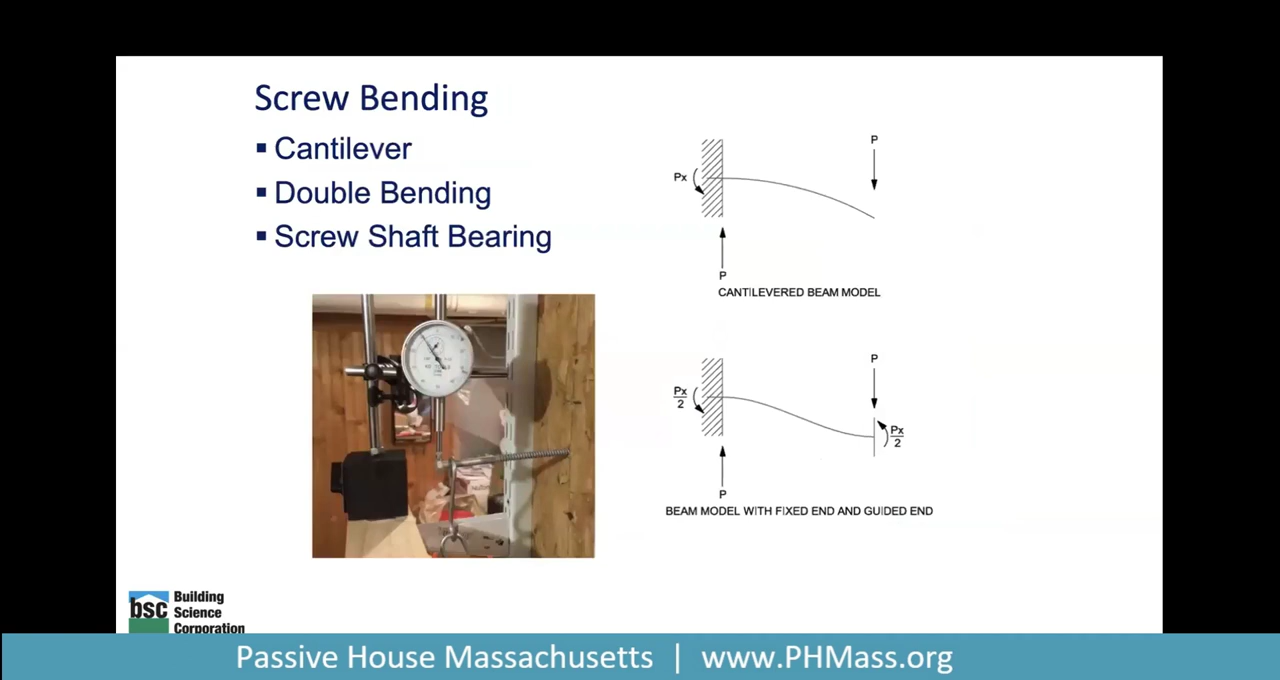 Screw Bending
▪ Cantilever
▪ Double Bending
▪ Screw Shaft Bearing
P
Px
P
CANTILEVERED BEAM MODEL
P
Px
2
Px
2
P
BEAM MODEL WITH FIXED END AND GUIDED END
bsc
Building
Science
Corporation
Passive House Massachusetts | www.PHMass.org